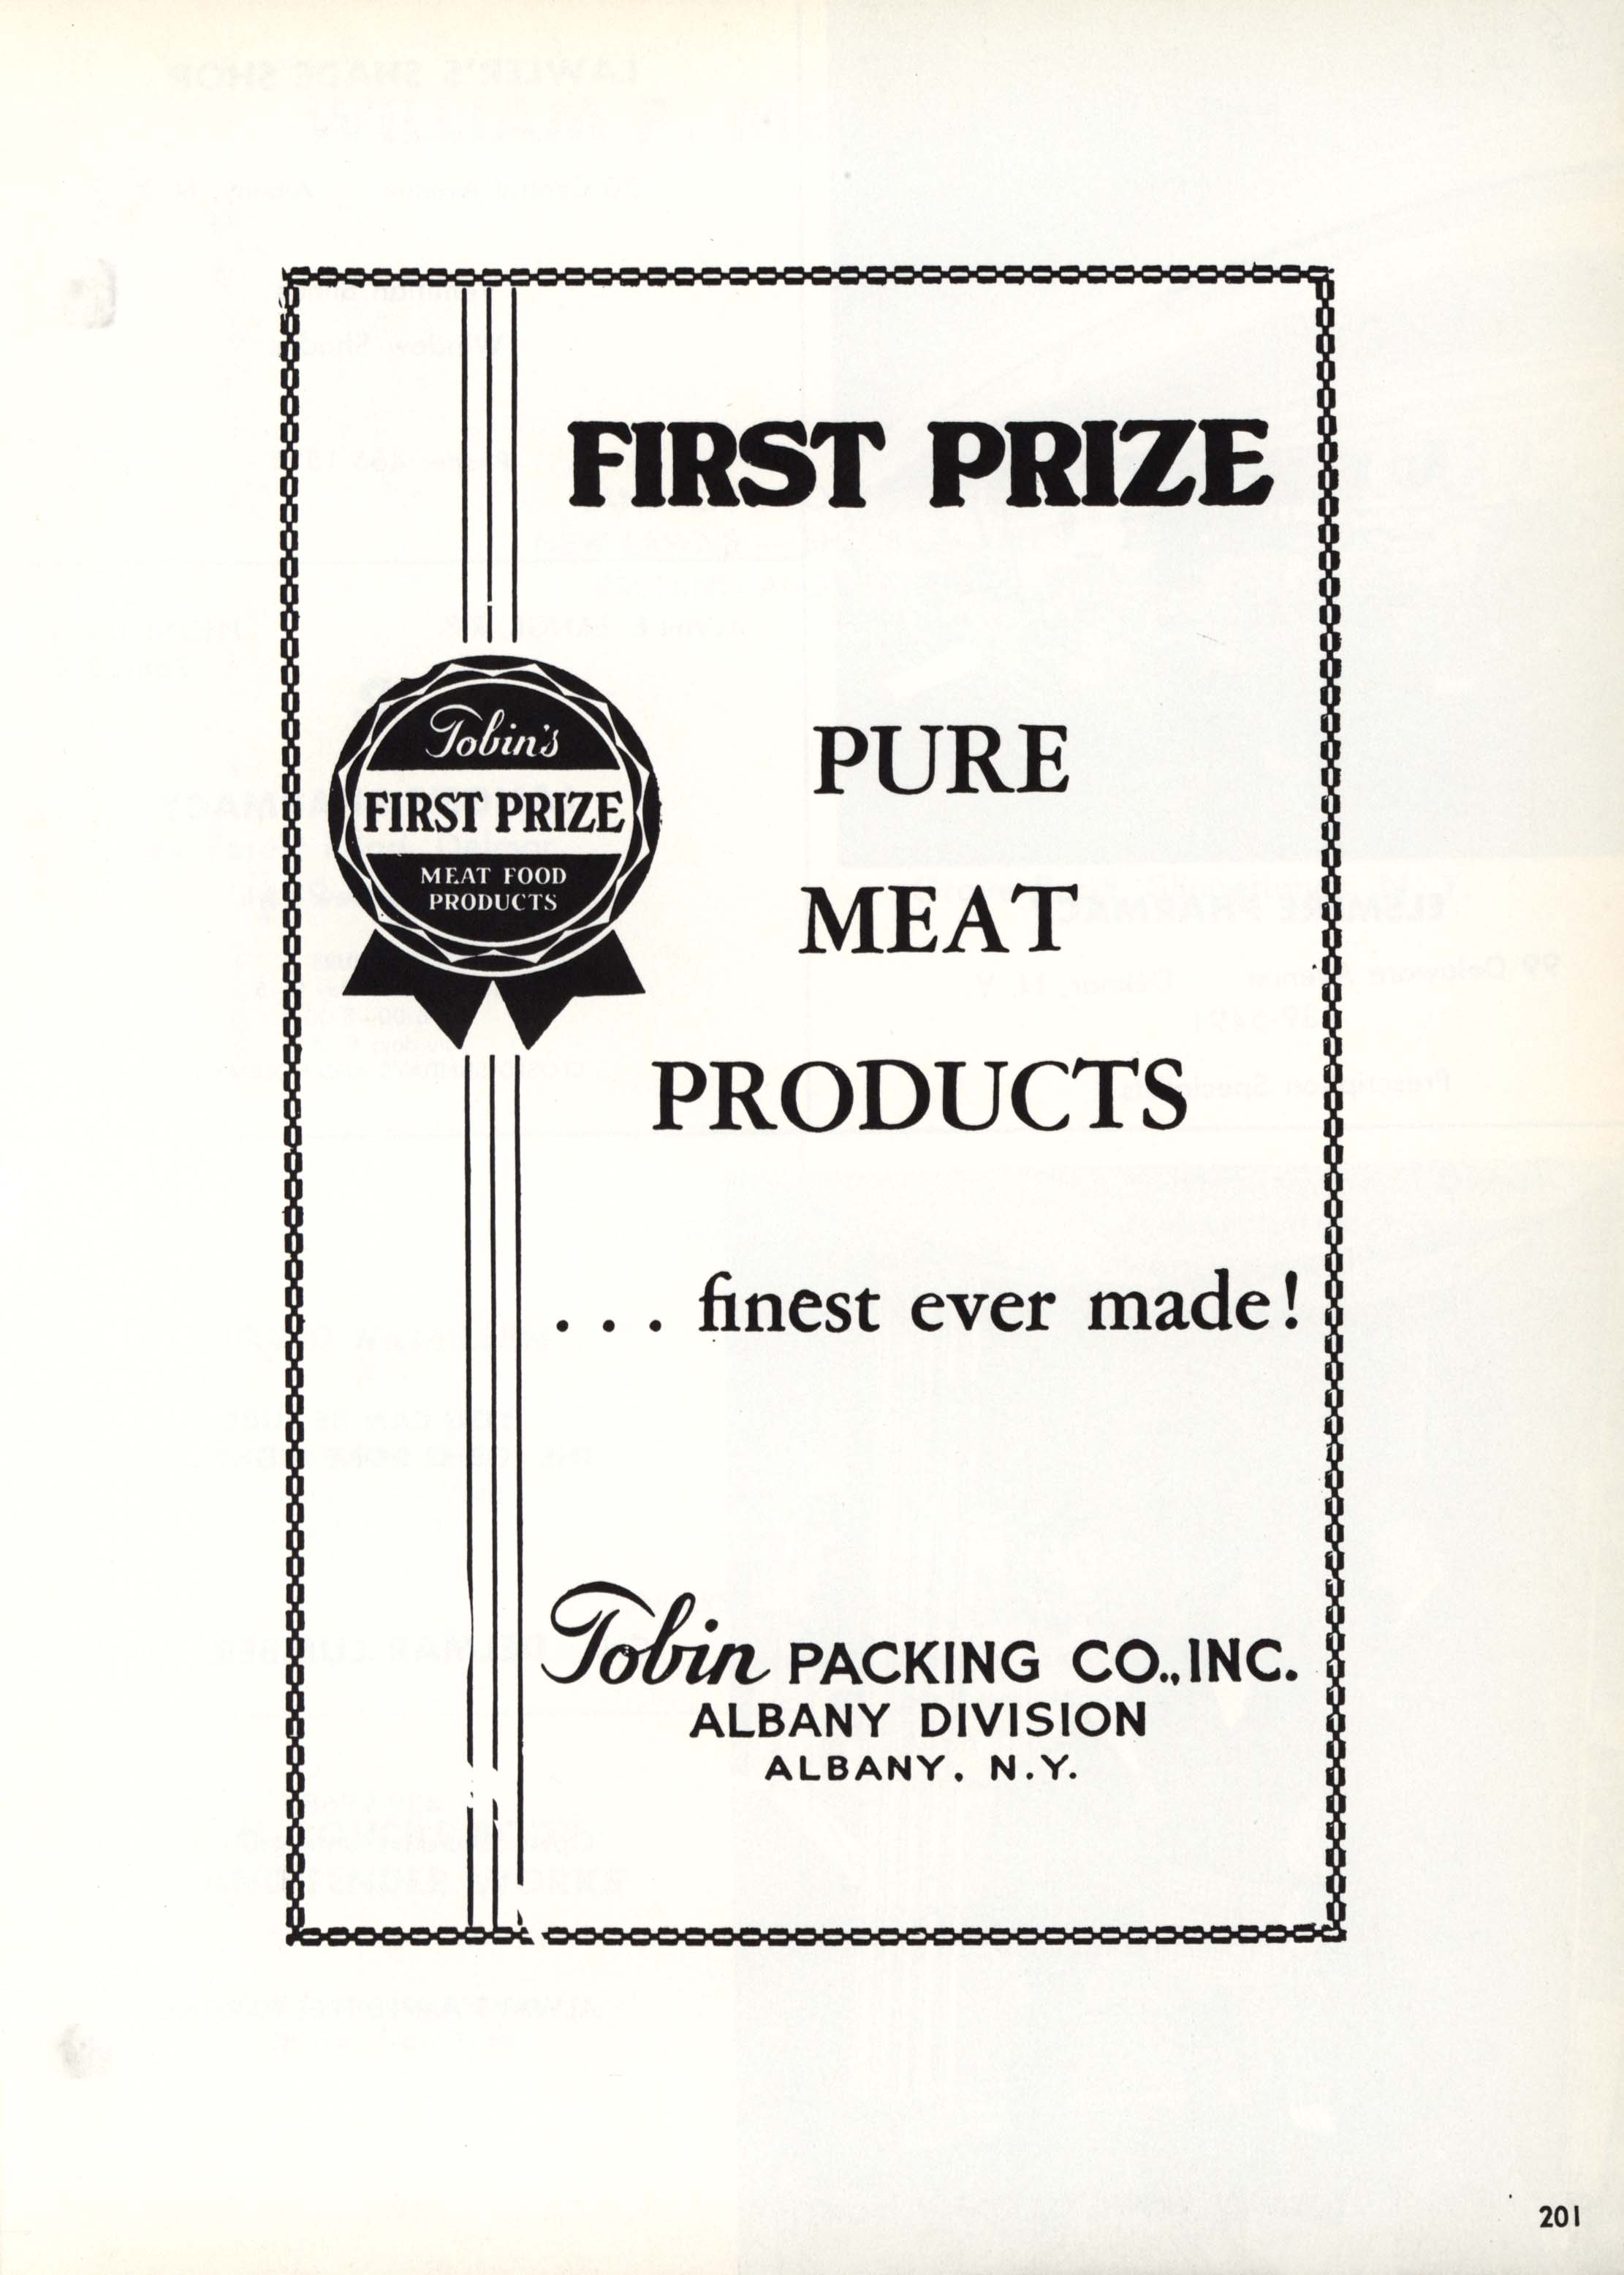 FIRST PRIZE
Tobin's
FIRST PRIZE
MEAT FOOD
PRODUCTS
PURE
MEAT
PRODUCTS
... finest ever made!
Tobin PACKING CO., INC.
ALBANY DIVISION
ALBANY, N.Y.
201